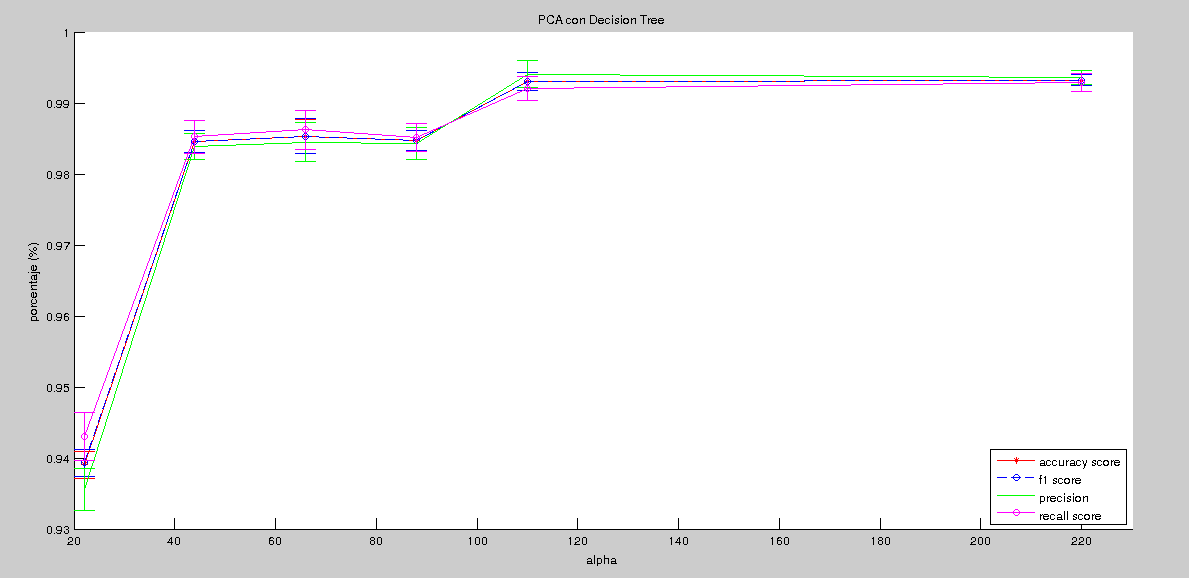 PCA con Decision Tree
1
0.99
0.98
0.97
0.96
0.95
0.94
0.93
porcentaje (%)
20 40 60 80 100 120 140 160 180 200 220
alpha
accuracy score
f1 score
precision
recall score